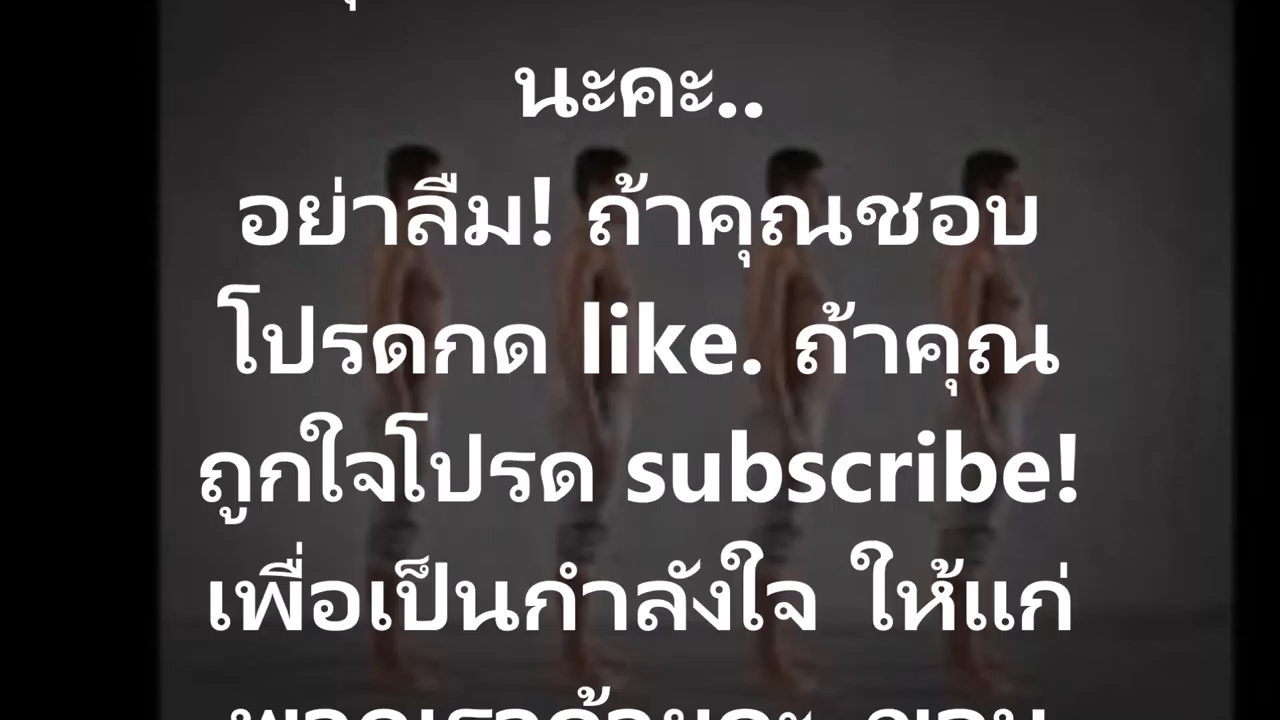 นะคะ..
อย่าลืม! ถ้าคุณชอบ
โปรดกด like. ถ้าคุณ
ถูกใจโปรด subscribe!
เพื่อเป็นกำลังใจ ให้แก่